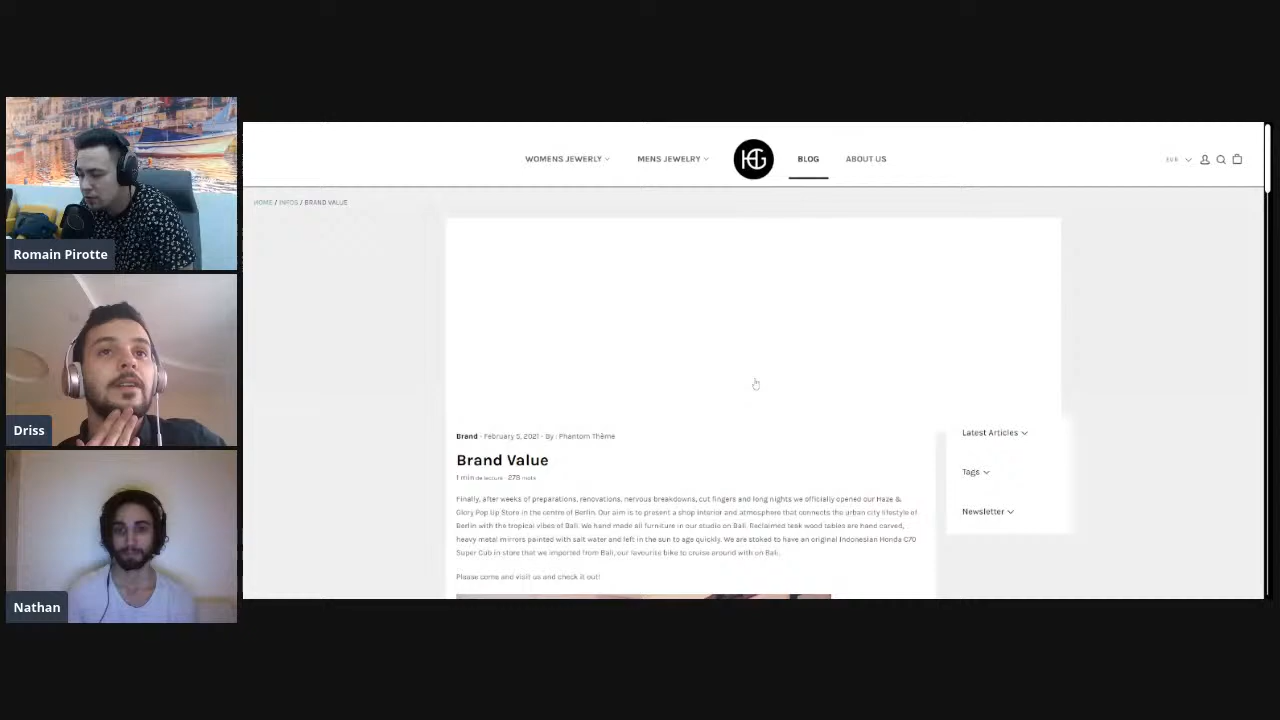 Romain Pirotte
Driss
Nathan
WOMENS JEWERLY
MENS JEWELRY
HG
BLOG
ABOUT US
EUR
HOME / INFOS / BRAND VALUE
Brand - February 5, 2021 - By : Phantom Thème
Brand Value
1 min de lecture · 278 mots
Finally, after weeks of preparations, renovations, nervous breakdowns, cut fingers and long nights we officially opened our Haze &
Glory Pop Up Store in the centre of Berlin. Our aim is to present a shop interior and atmosphere that connects the urban city lifestyle of
Berlin with the tropical vibes of Bali. We hand made all furniture in our studio on Bali. Reclaimed teak wood tables are hand carved,
heavy metal mirrors painted with salt water and left in the sun to age quickly. We are stoked to have an original Indonesian Honda C70
Super Cub in store that we imported from Bali, our favourite bike to cruise around with on Bali.
Please come and visit us and check it out!
Latest Articles
Tags
Newsletter